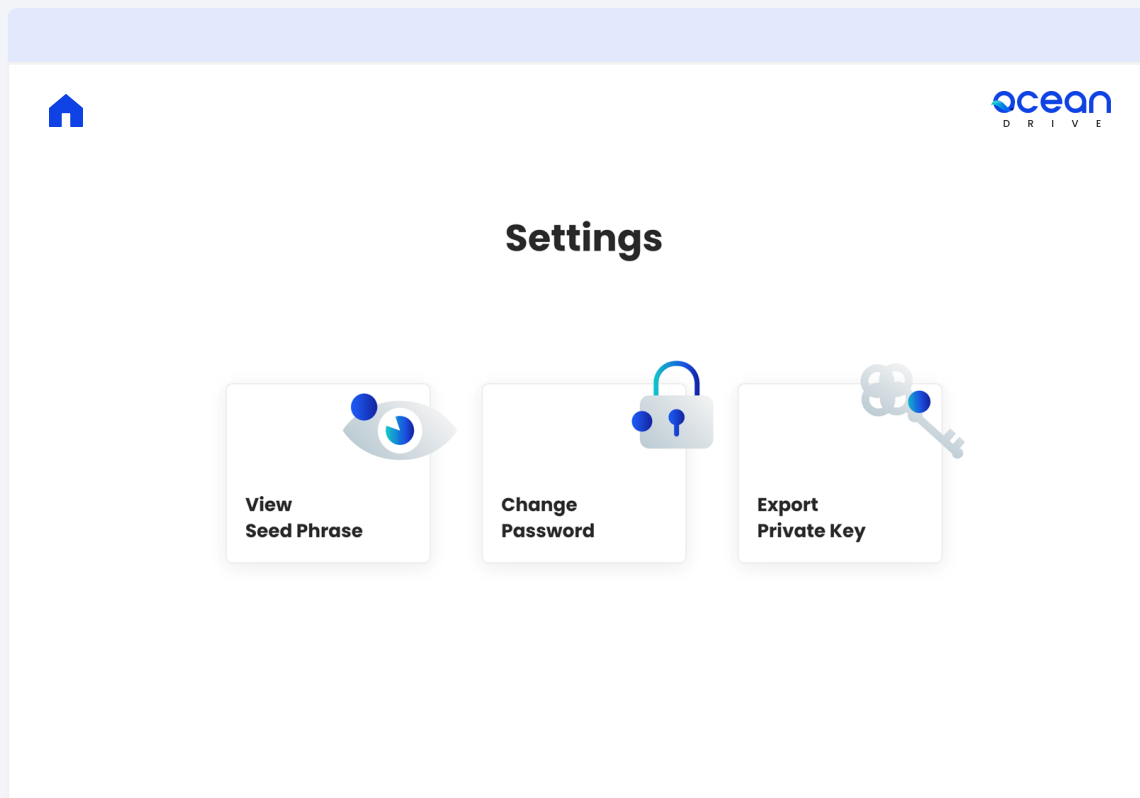 ocean
DRIVE
Settings
View
Seed Phrase
Change
Password
Export
Private Key